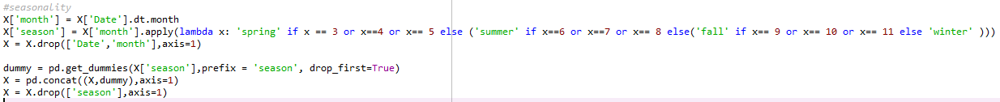 #seasonality
X['month'] = X['Date'].dt.month
X['season'] = X['month'].apply(lambda x: 'spring' if x == 3 or x==4 or x== 5 else ('summer' if x==6 or x==7 or x== 8 else('fall' if x== 9 or x== 10 or x== 11 else 'winter' )))
X = X.drop(['Date','month'],axis=1)
dummy = pd.get_dummies(X['season'],prefix = 'season', drop_first=True)
X = pd.concat((X,dummy),axis=1)
X = X.drop(['season'],axis=1)